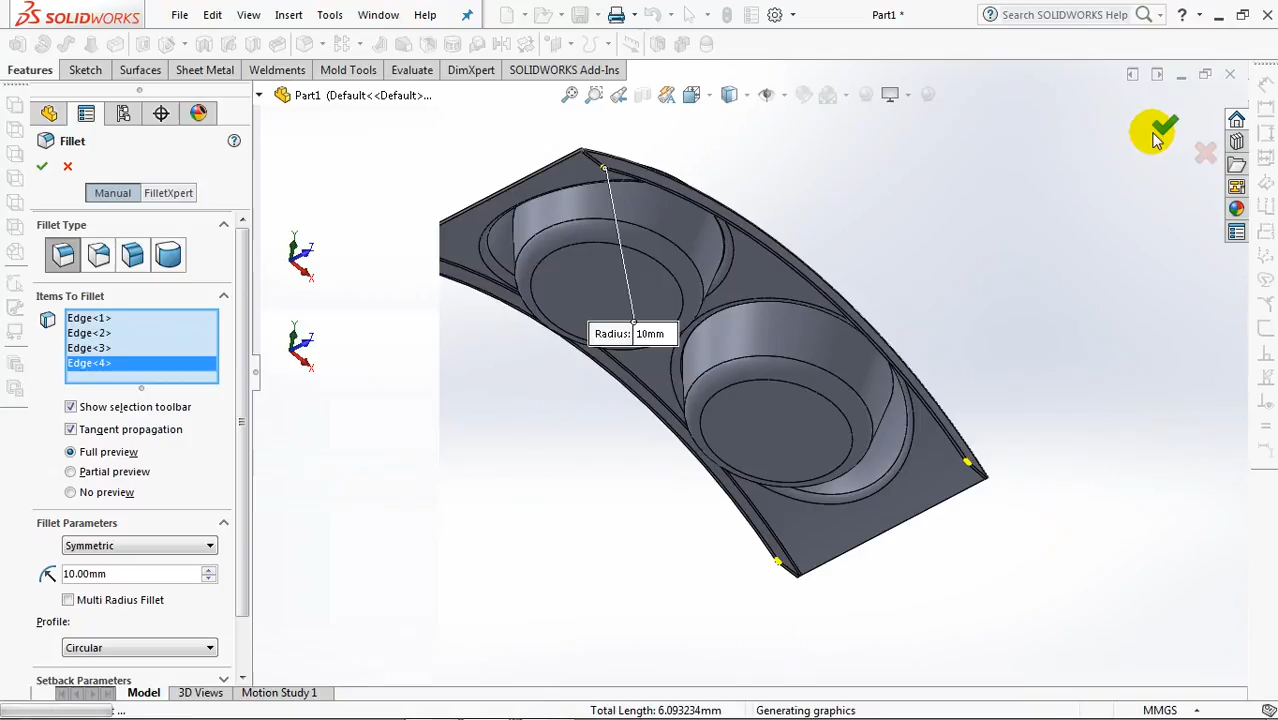 SOLIDWORKS File Edit View Insert Tools Window Help Part1 * Search SOLIDWORKS Help ?
Features Sketch Surfaces Sheet Metal Weldments Mold Tools Evaluate DimXpert SOLIDWORKS Add-Ins
Part1 (Default<<Default>...
Fillet
Manual FilletXpert
Fillet Type
Items To Fillet
Edge<1>
Edge<2>
Edge<3>
Edge<4>
Show selection toolbar
Tangent propagation
Full preview
Partial preview
No preview
Fillet Parameters
Symmetric
10.00mm
Multi Radius Fillet
Profile:
Circular
Setback Parameters
Y
Z
X
Y
Z
X
Radius: 10mm
Model 3D Views Motion Study 1
... Total Length: 6.093234mm Generating graphics MMGS